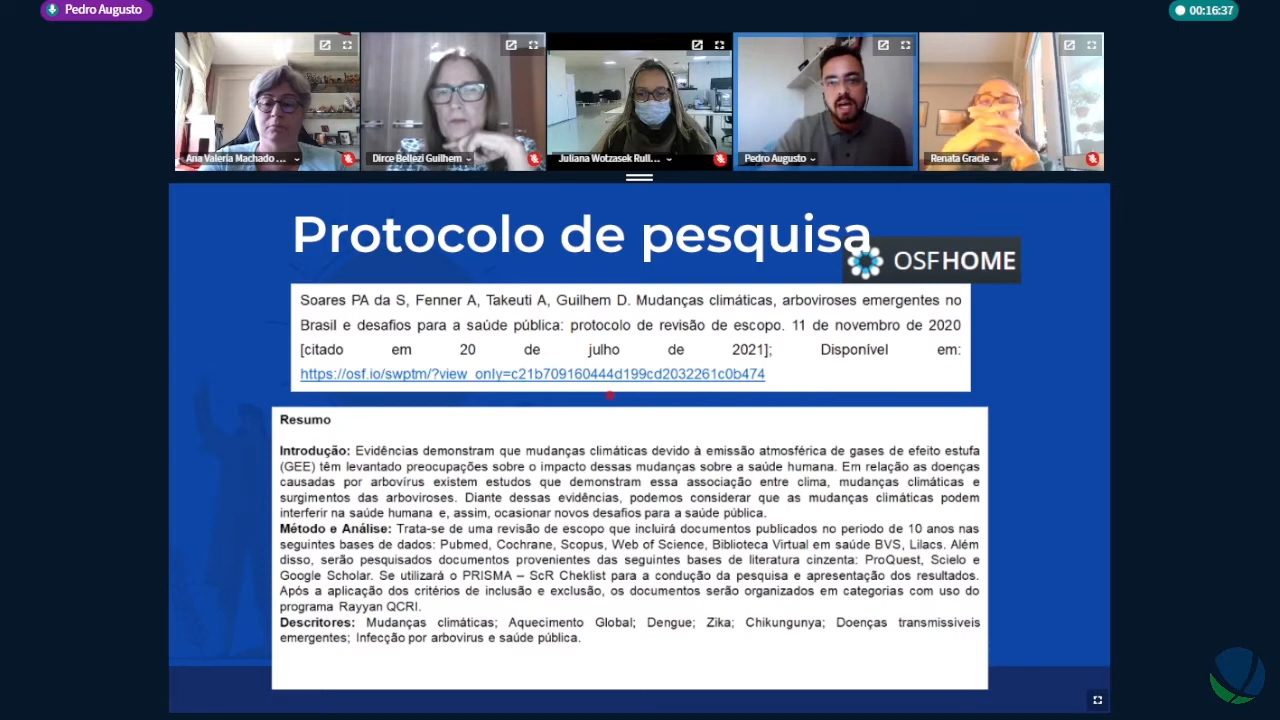 Pedro Augusto
00:16:37
Ana Valeria Machado ...
Dirce Bellezi Guilhem
Juliana Wotzasek Rull...
Pedro Augusto
Renata Gracie
Protocolo de pesquisa
OSFHOME
Soares PA da S, Fenner A, Takeuti A, Guilhem D. Mudanças climáticas, arboviroses emergentes no
Brasil e desafios para a saúde pública: protocolo de revisão de escopo. 11 de novembro de 2020
[citado em 20 de julho de 2021]; Disponível em:
https://osf.io/swptm/?view_only=c21b709160444d199cd2032261c0b474
Resumo
Introdução: Evidências demonstram que mudanças climáticas devido à emissão atmosférica de gases de efeito estufa
(GEE) têm levantado preocupações sobre o impacto dessas mudanças sobre a saúde humana. Em relação as doenças
causadas por arbovírus existem estudos que demonstram essa associação entre clima, mudanças climáticas e
surgimentos das arboviroses. Diante dessas evidências, podemos considerar que as mudanças climáticas podem
interferir na saúde humana e, assim, ocasionar novos desafios para a saúde pública.
Método e Análise: Trata-se de uma revisão de escopo que incluirá documentos publicados no periodo de 10 anos nas
seguintes bases de dados: Pubmed, Cochrane, Scopus, Web of Science, Biblioteca Virtual em saúde BVS, Lilacs. Além
disso, serão pesquisados documentos provenientes das seguintes bases de literatura cinzenta: ProQuest, Scielo e
Google Scholar. Se utilizará o PRISMA – ScR Cheklist para a condução da pesquisa e apresentação dos resultados.
Após a aplicação dos critérios de inclusão e exclusão, os documentos serão organizados em categorias com uso do
programa Rayyan QCRI.
Descritores: Mudanças climáticas; Aquecimento Global; Dengue; Zika; Chikungunya; Doenças transmissiveis
emergentes; Infecção por arbovirus e saúde pública.